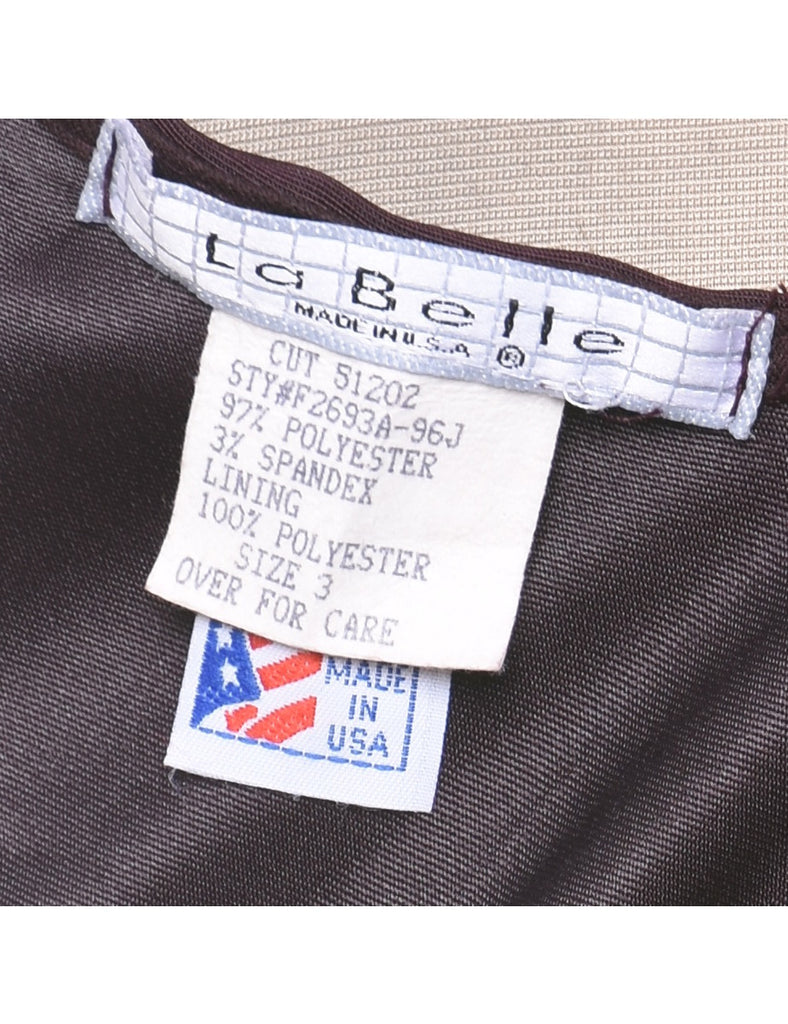 La Belle
MADE IN U.S.A ®
CUT 51202
STY#F2693A-96J
97% POLYESTER
3% SPANDEX
LINING
100% POLYESTER
SIZE 3
OVER FOR CARE
MADE
IN
USA